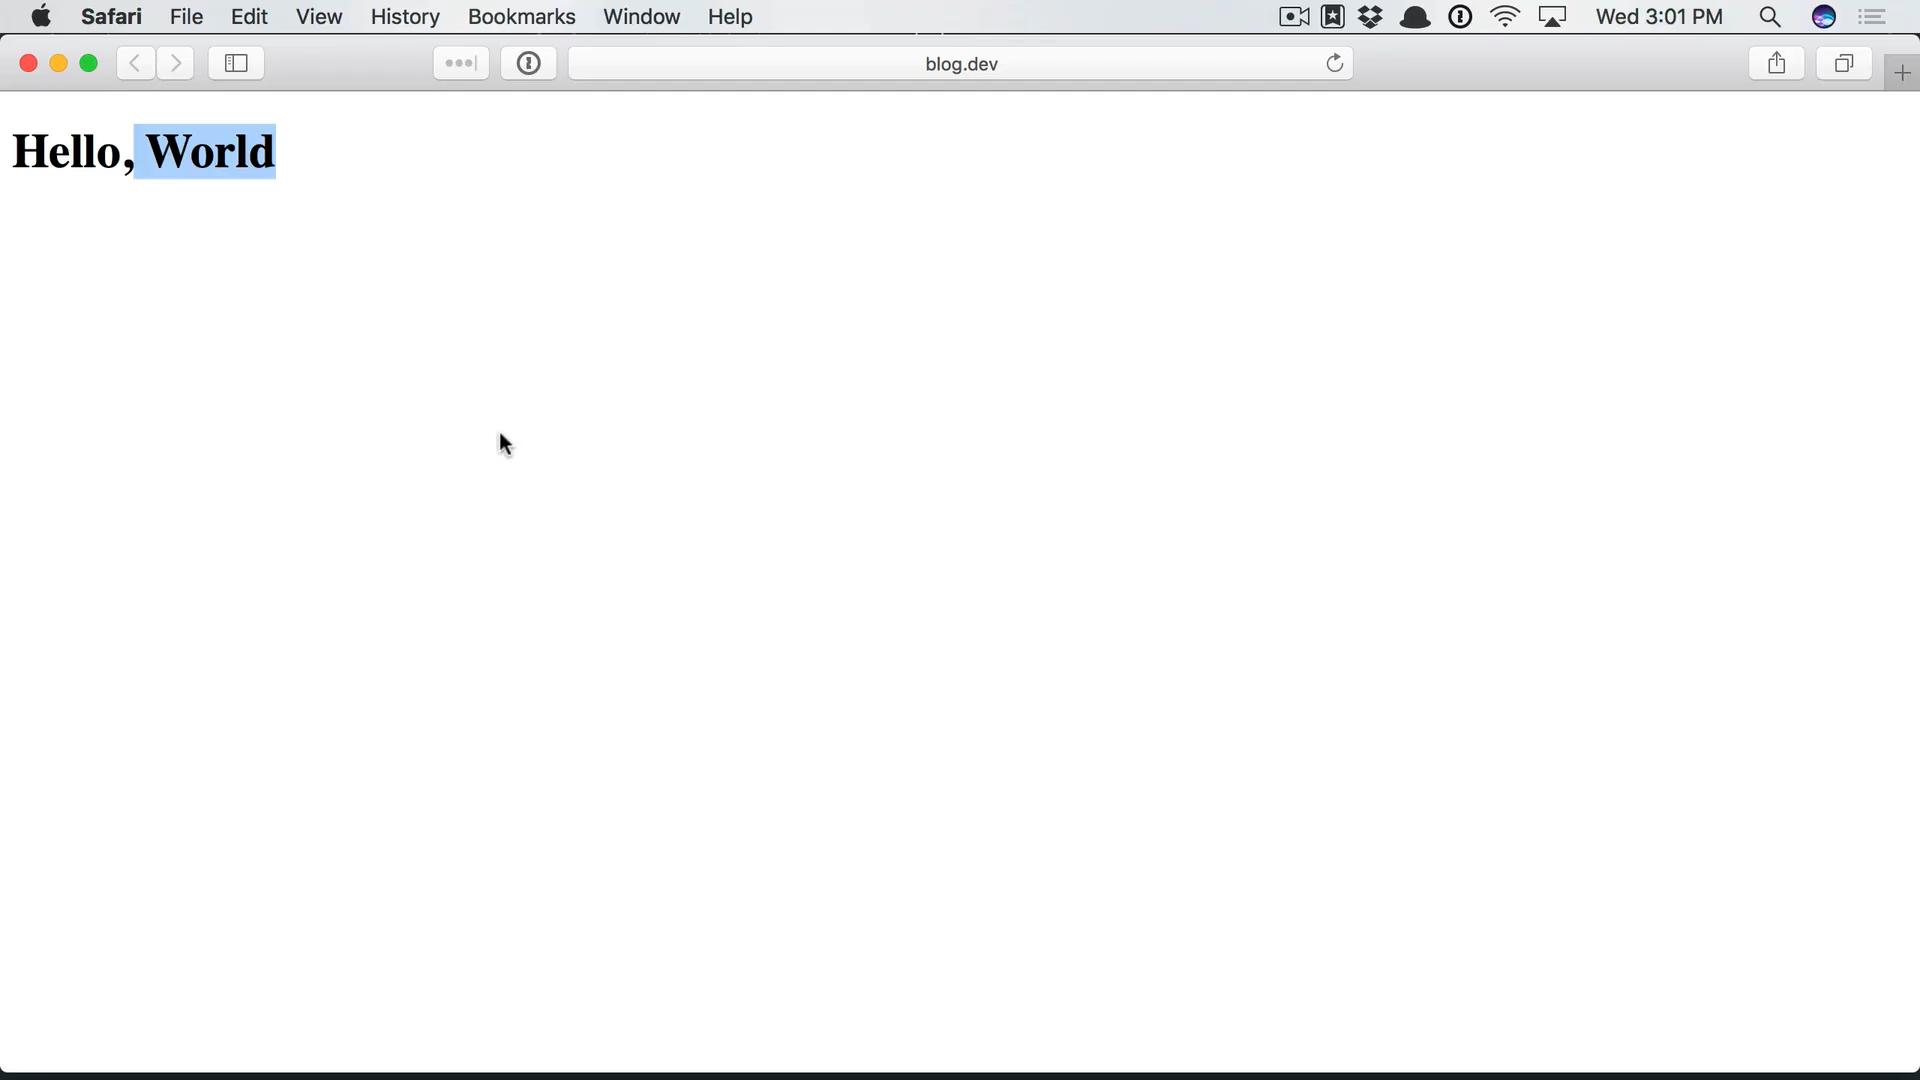 Safari File Edit View History Bookmarks Window Help Wed 3:01 PM
blog.dev
Hello, World